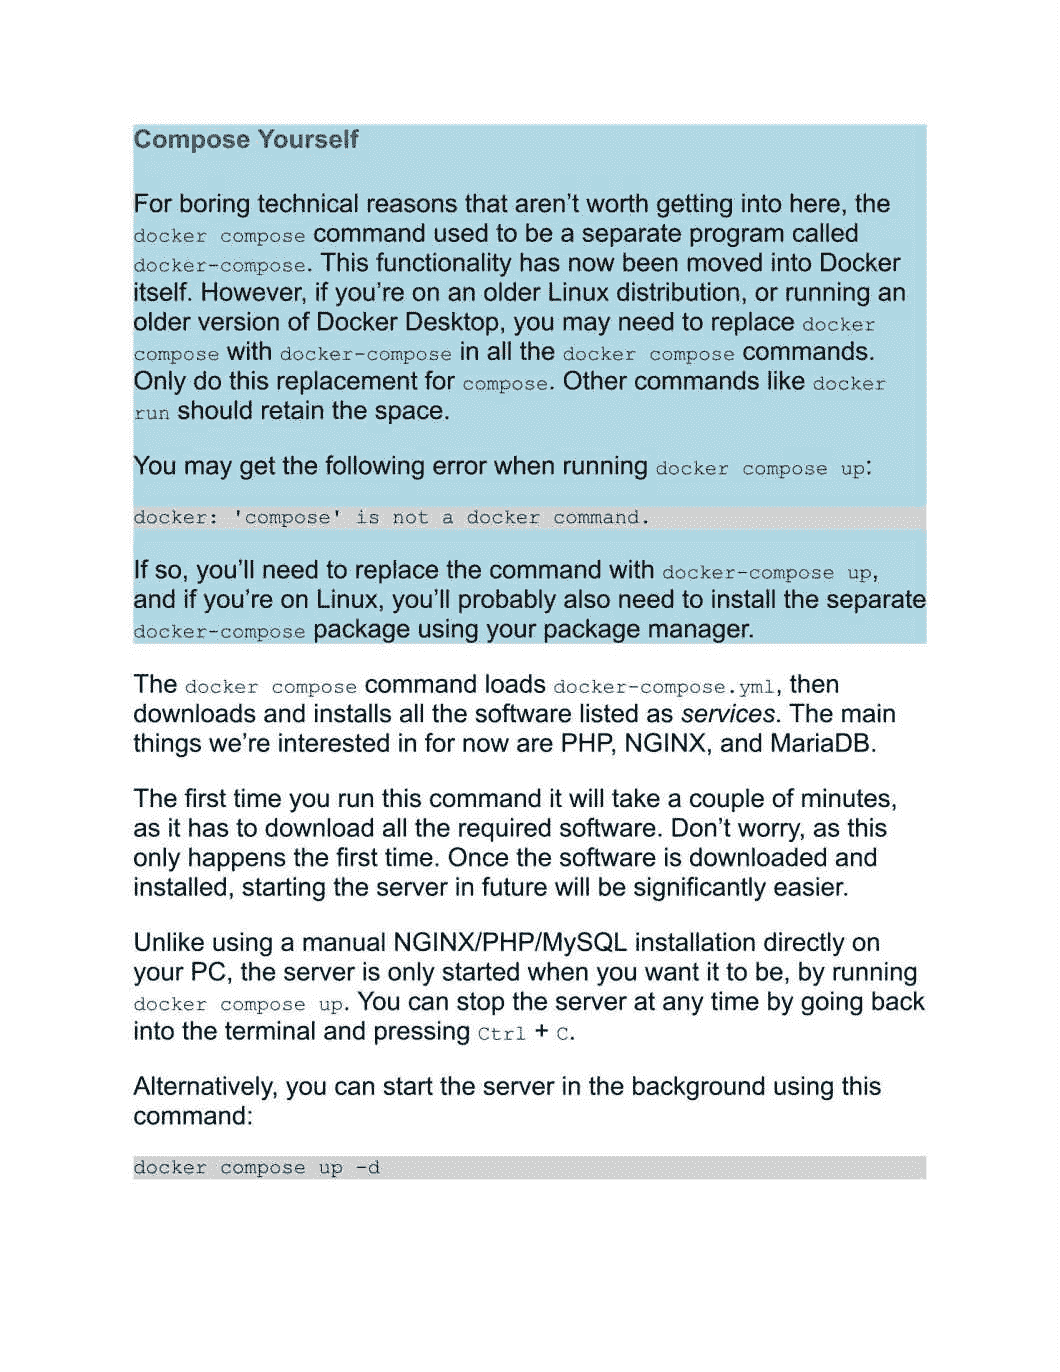 Compose Yourself
For boring technical reasons that aren’t worth getting into here, the
docker compose command used to be a separate program called
docker-compose. This functionality has now been moved into Docker
itself. However, if you’re on an older Linux distribution, or running an
older version of Docker Desktop, you may need to replace docker
compose with docker-compose in all the docker compose commands.
Only do this replacement for compose. Other commands like docker
run should retain the space.
You may get the following error when running docker compose up:
docker: 'compose' is not a docker command.
If so, you’ll need to replace the command with docker-compose up,
and if you’re on Linux, you’ll probably also need to install the separate
docker-compose package using your package manager.
The docker compose command loads docker-compose.yml, then
downloads and installs all the software listed as services. The main
things we’re interested in for now are PHP, NGINX, and MariaDB.
The first time you run this command it will take a couple of minutes,
as it has to download all the required software. Don’t worry, as this
only happens the first time. Once the software is downloaded and
installed, starting the server in future will be significantly easier.
Unlike using a manual NGINX/PHP/MySQL installation directly on
your PC, the server is only started when you want it to be, by running
docker compose up. You can stop the server at any time by going back
into the terminal and pressing Ctrl + C.
Alternatively, you can start the server in the background using this
command:
docker compose up -d